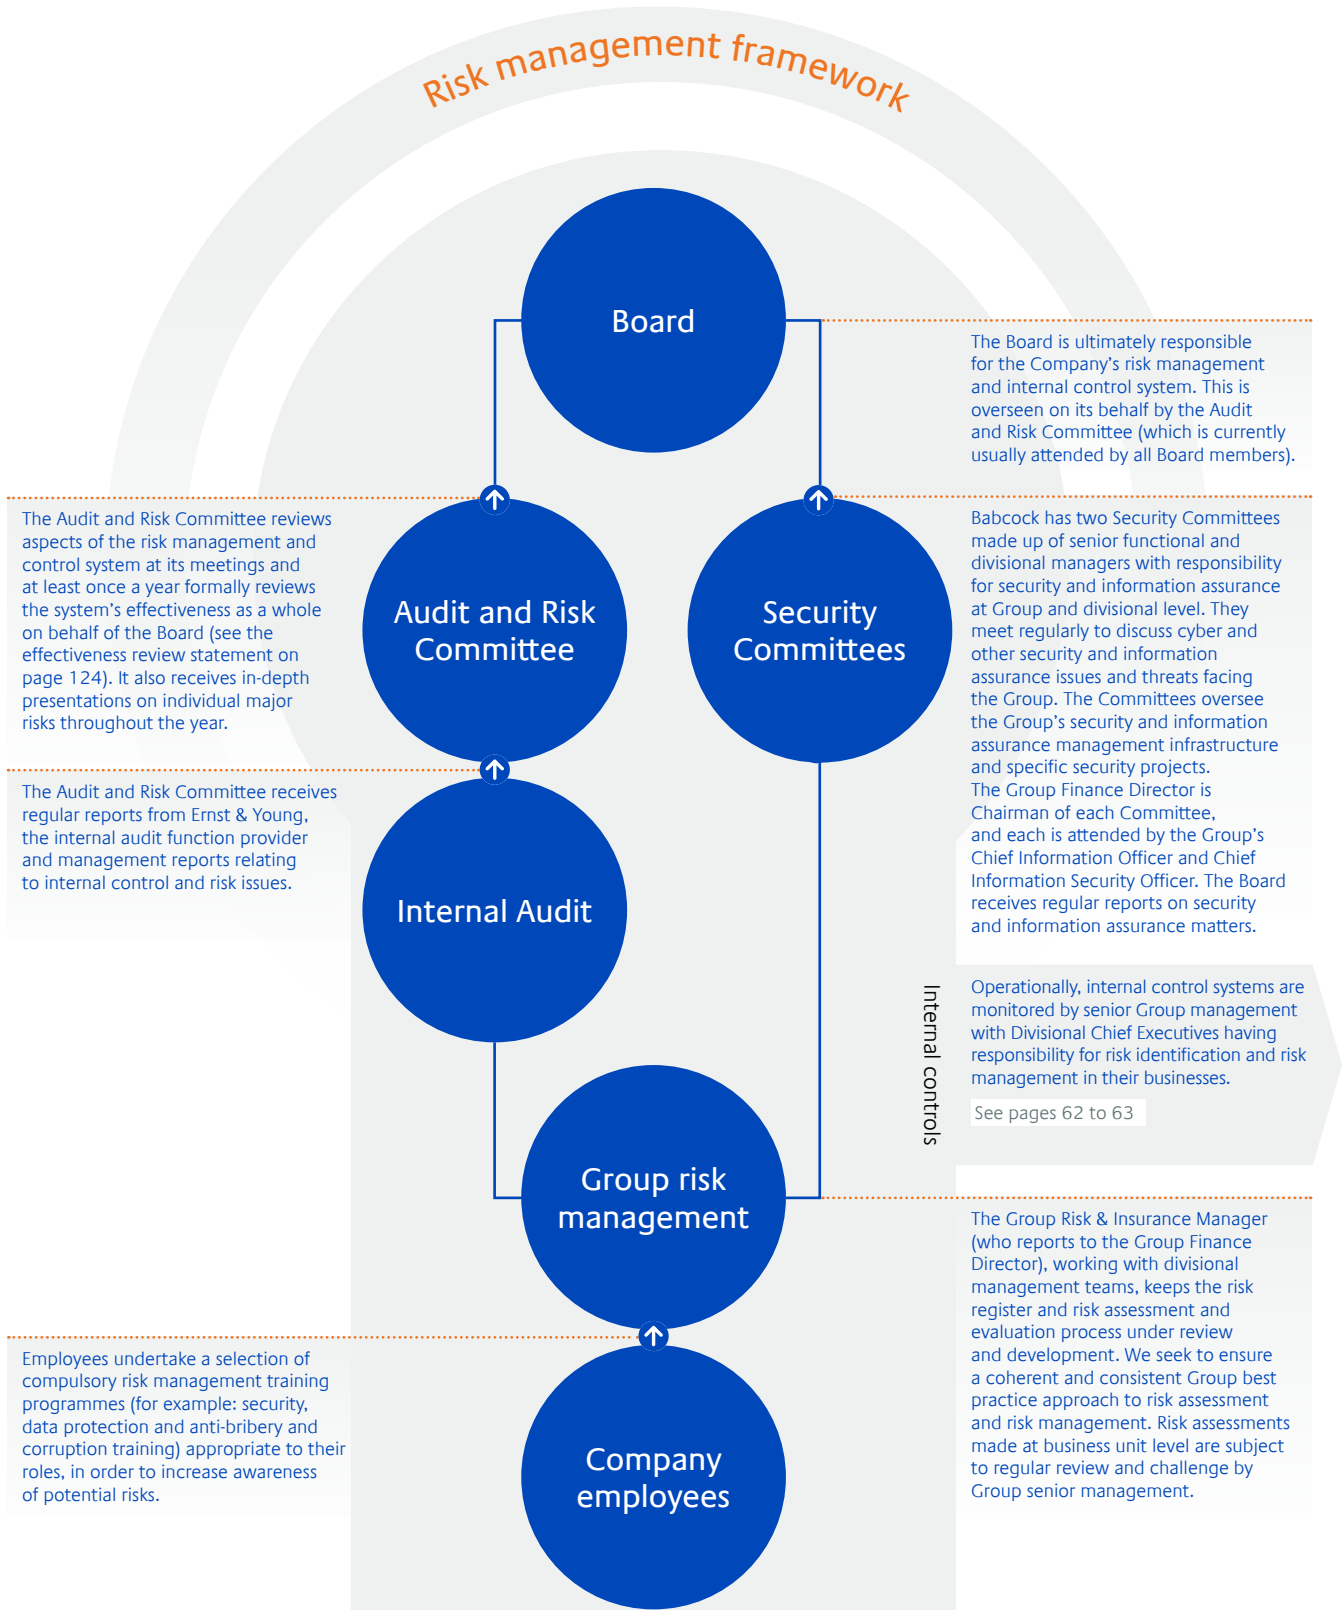 Risk management framework
Board
The Board is ultimately responsible
for the Company’s risk management
and internal control system. This is
overseen on its behalf by the Audit
and Risk Committee (which is currently
usually attended by all Board members).
The Audit and Risk Committee reviews
aspects of the risk management and
control system at its meetings and
at least once a year formally reviews
the system’s effectiveness as a whole
on behalf of the Board (see the
effectiveness review statement on
page 124). It also receives in-depth
presentations on individual major
risks throughout the year.
Audit and Risk
Committee
Security
Committees
Babcock has two Security Committees
made up of senior functional and
divisional managers with responsibility
for security and information assurance
at Group and divisional level. They
meet regularly to discuss cyber and
other security and information
assurance issues and threats facing
the Group. The Committees oversee
the Group’s security and information
assurance management infrastructure
and specific security projects.
The Group Finance Director is
Chairman of each Committee,
and each is attended by the Group’s
Chief Information Officer and Chief
Information Security Officer. The Board
receives regular reports on security
and information assurance matters.
The Audit and Risk Committee receives
regular reports from Ernst & Young,
the internal audit function provider
and management reports relating
to internal control and risk issues.
Internal Audit
Internal controls
Operationally, internal control systems are
monitored by senior Group management
with Divisional Chief Executives having
responsibility for risk identification and risk
management in their businesses.
See pages 62 to 63
Group risk
management
The Group Risk & Insurance Manager
(who reports to the Group Finance
Director), working with divisional
management teams, keeps the risk
register and risk assessment and
evaluation process under review
and development. We seek to ensure
a coherent and consistent Group best
practice approach to risk assessment
and risk management. Risk assessments
made at business unit level are subject
to regular review and challenge by
Group senior management.
Employees undertake a selection of
compulsory risk management training
programmes (for example: security,
data protection and anti-bribery and
corruption training) appropriate to their
roles, in order to increase awareness
of potential risks.
Company
employees